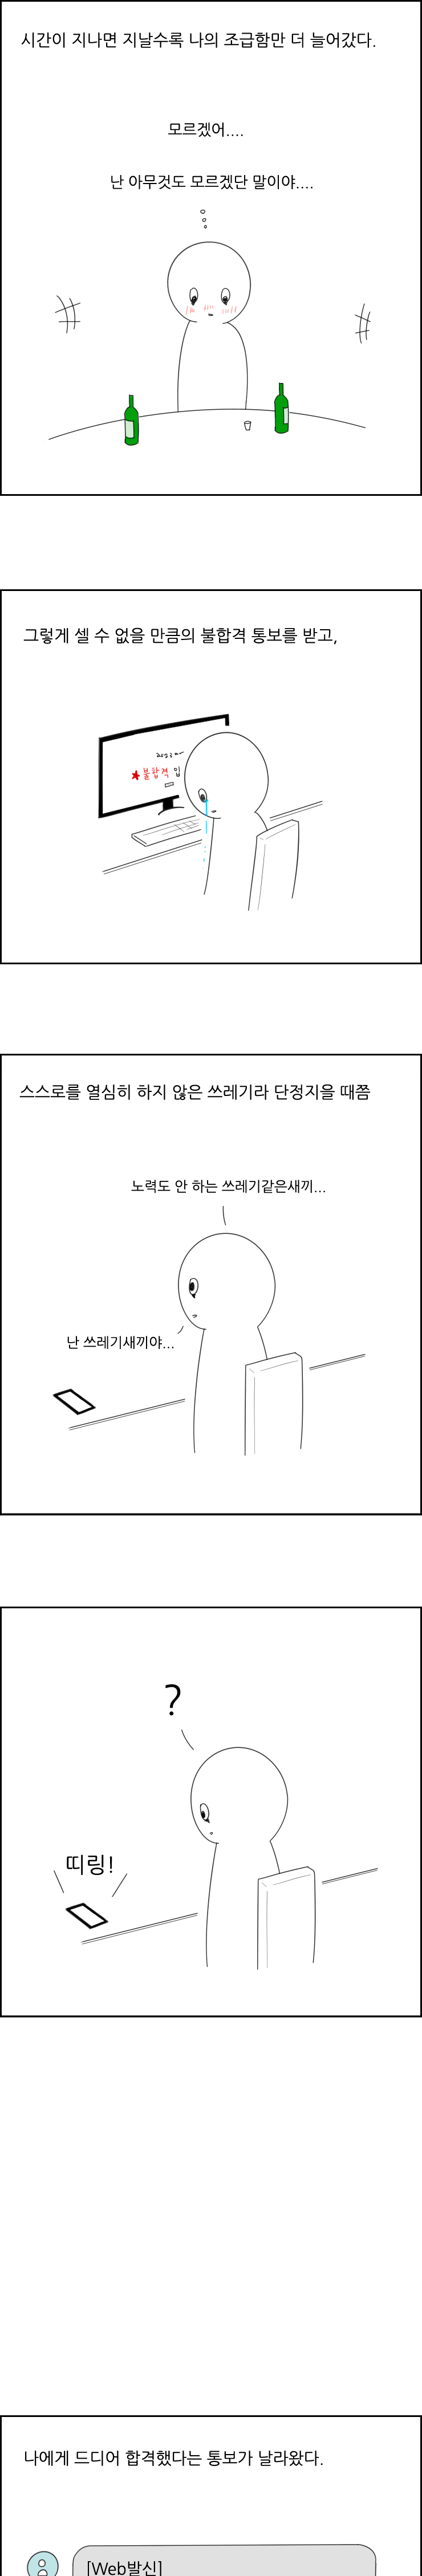 시간이 지나면 지날수록 나의 조급함만 더 늘어갔다.
모르겠어....
난 아무것도 모르겠단 말이야....
그렇게 셀 수 없을 만큼의 불합격 통보를 받고,
★불합격 입
스스로를 열심히 하지 않은 쓰레기라 단정지을 때쯤
노력도 안 하는 쓰레기같은새끼...
난 쓰레기새끼야...
?
띠링!
나에게 드디어 합격했다는 통보가 날라왔다.
[Web발신]